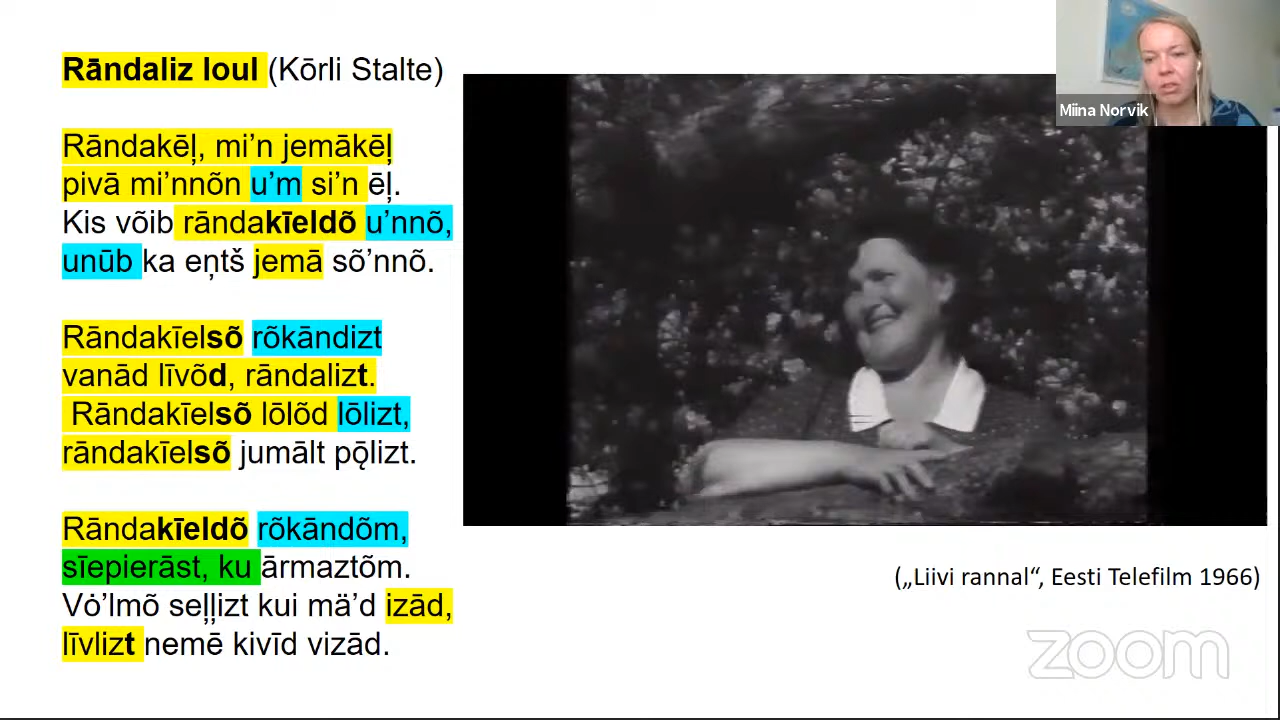 Rāndaliz loul (Kōrli Stalte)
Rāndakēļ, mi’n jemākēļ
pivā mi’nnõn u’m si’n ēļ.
Kis võib rāndakīeldõ u’nnõ,
unūb ka eņtš jemā sõ’nnõ.
Rāndakīelsõ rõkāndizt
vanād līvõd, rāndalizt.
Rāndakīelsõ lōlõd lōlizt,
rāndakīelsõ jumālt pǭlizt.
Rāndakīeldõ rõkāndõm,
sīepierāst, ku ārmaztõm.
Vȯ’lmõ seļļizt kui mä’d izād,
līvlizt nemē kivīd vizād.
Miina Norvik
(„Liivi rannal“, Eesti Telefilm 1966)
zoom